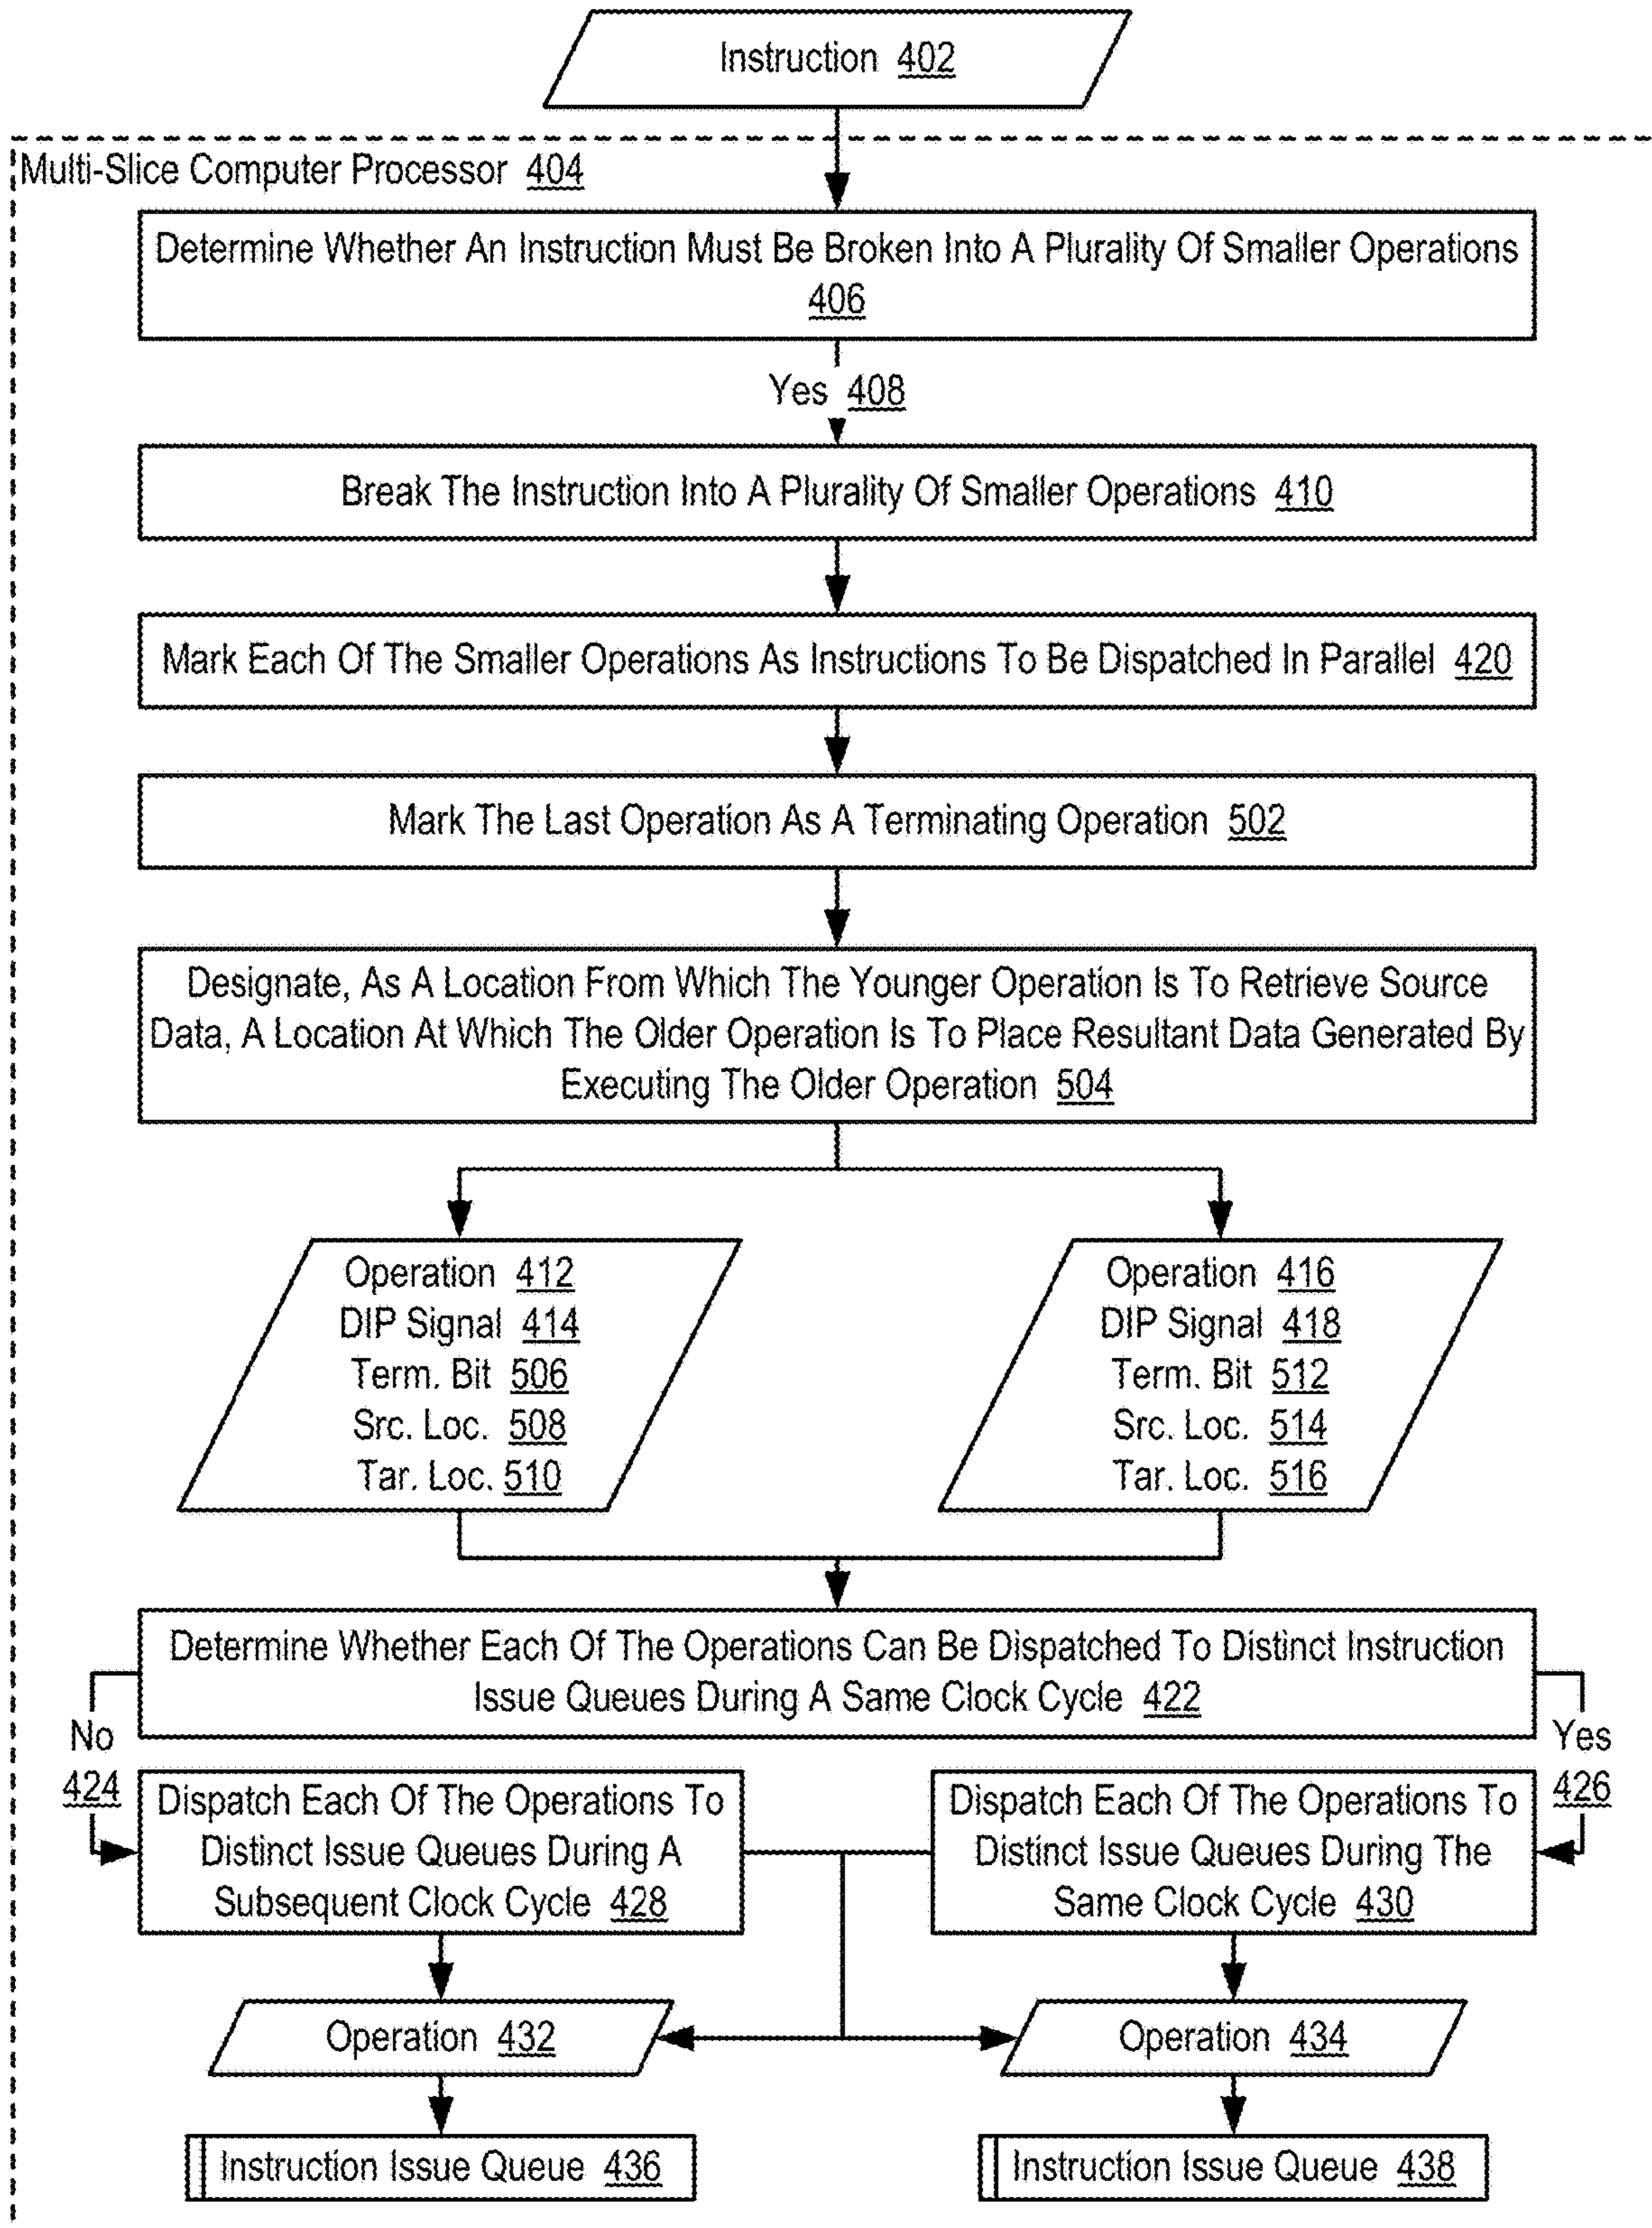 Instruction 402
Multi-Slice Computer Processor 404
Determine Whether An Instruction Must Be Broken Into A Plurality Of Smaller Operations
406
Yes 408
Break The Instruction Into A Plurality Of Smaller Operations 410
Mark Each Of The Smaller Operations As Instructions To Be Dispatched In Parallel 420
Mark The Last Operation As A Terminating Operation 502
Designate, As A Location From Which The Younger Operation Is To Retrieve Source
Data, A Location At Which The Older Operation Is To Place Resultant Data Generated By
Executing The Older Operation 504
Operation 412
DIP Signal 414
Term. Bit 506
Src. Loc. 508
Tar. Loc. 510
Operation 416
DIP Signal 418
Term. Bit 512
Src. Loc. 514
Tar. Loc. 516
Determine Whether Each Of The Operations Can Be Dispatched To Distinct Instruction
Issue Queues During A Same Clock Cycle 422
No
424
Yes
426
Dispatch Each Of The Operations To
Distinct Issue Queues During A
Subsequent Clock Cycle 428
Dispatch Each Of The Operations To
Distinct Issue Queues During The
Same Clock Cycle 430
Operation 432
Operation 434
Instruction Issue Queue 436
Instruction Issue Queue 438